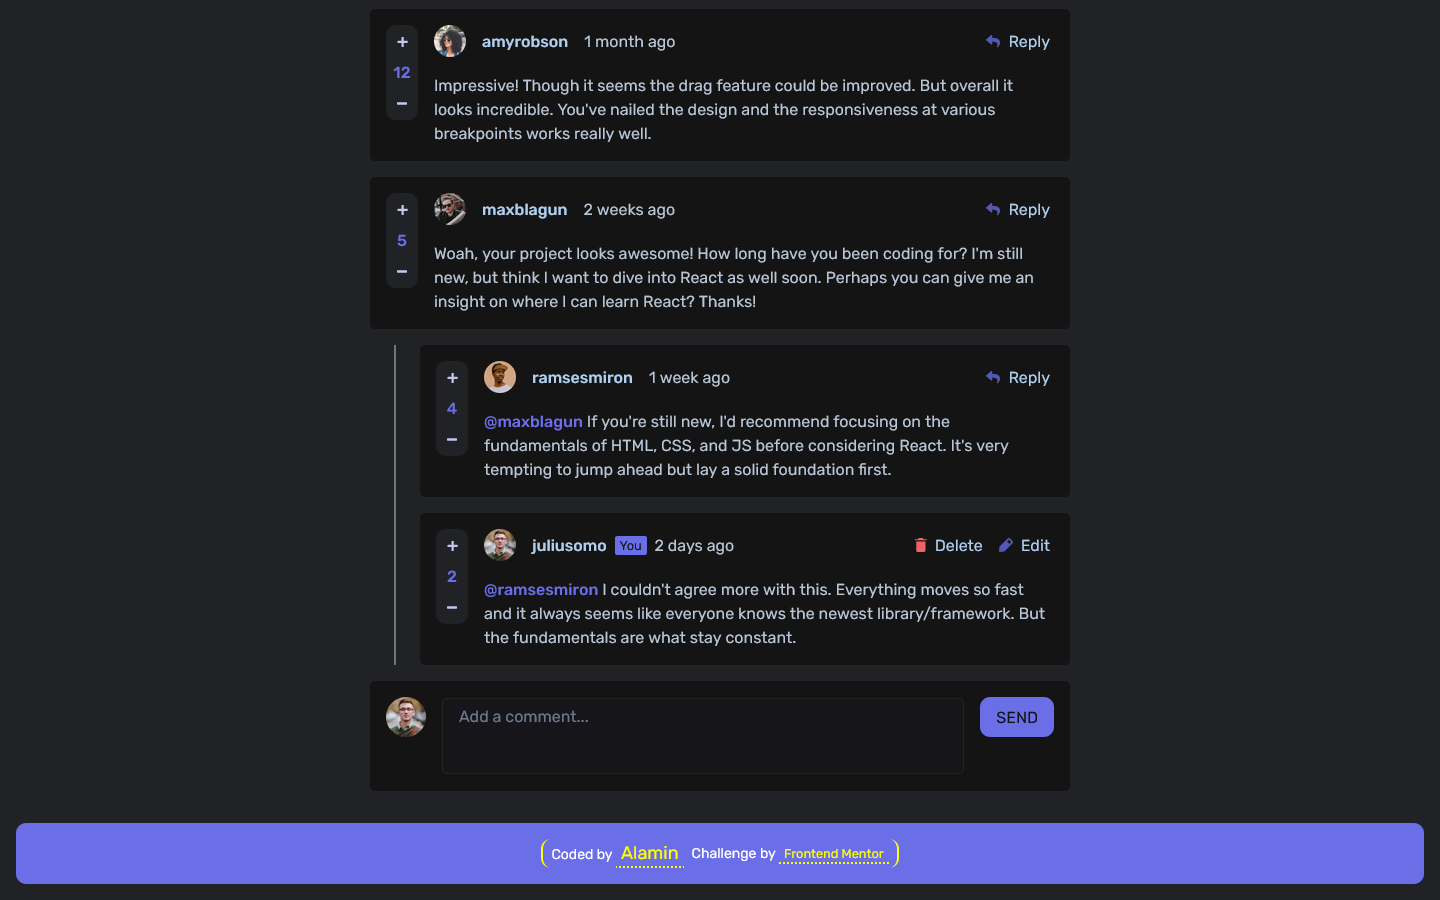 +
12
−
amyrobson 1 month ago Reply
Impressive! Though it seems the drag feature could be improved. But overall it
looks incredible. You've nailed the design and the responsiveness at various
breakpoints works really well.
+
5
−
maxblagun 2 weeks ago Reply
Woah, your project looks awesome! How long have you been coding for? I'm still
new, but think I want to dive into React as well soon. Perhaps you can give me an
insight on where I can learn React? Thanks!
+
4
−
ramsesmiron 1 week ago Reply
@maxblagun If you're still new, I'd recommend focusing on the
fundamentals of HTML, CSS, and JS before considering React. It's very
tempting to jump ahead but lay a solid foundation first.
+
2
−
juliusomo You 2 days ago Delete Edit
@ramsesmiron I couldn't agree more with this. Everything moves so fast
and it always seems like everyone knows the newest library/framework. But
the fundamentals are what stay constant.
Add a comment... SEND
Coded by Alamin Challenge by Frontend Mentor